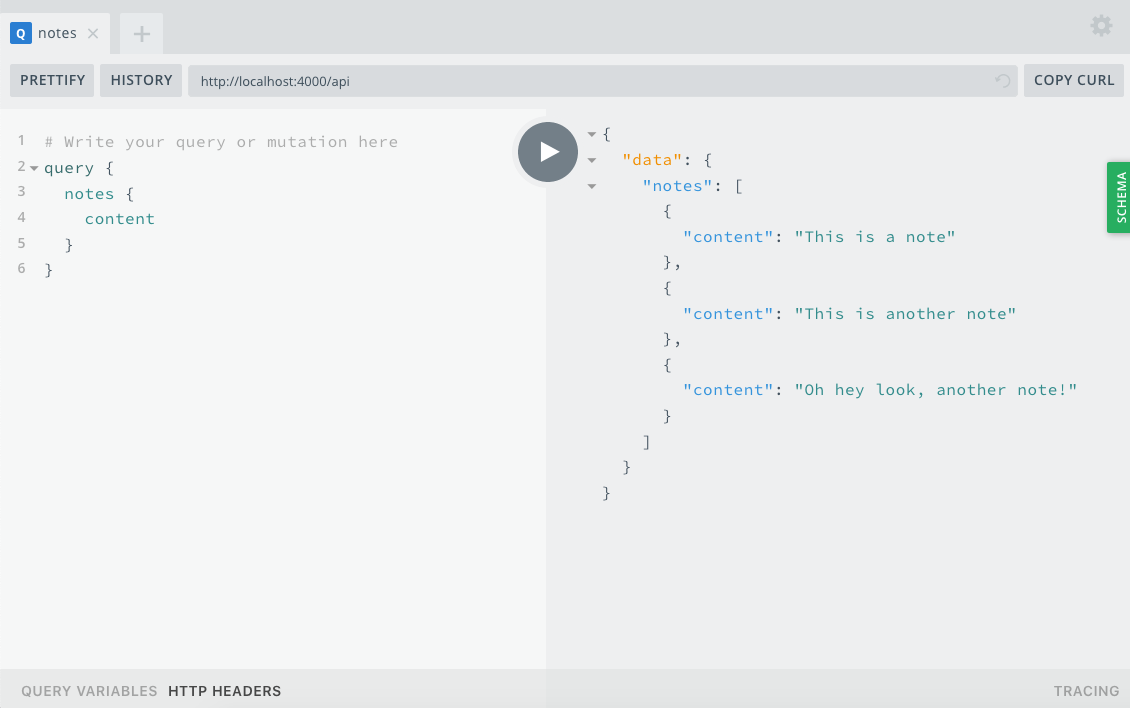 Q notes
PRETTIFY HISTORY http://localhost:4000/api COPY CURL
1 # Write your query or mutation here
2 query {
3 notes {
4 content
5 }
6 }
{
"data": {
"notes": [
{
"content": "This is a note"
},
{
"content": "This is another note"
},
{
"content": "Oh hey look, another note!"
}
]
}
}
SCHEMA
QUERY VARIABLES HTTP HEADERS TRACING